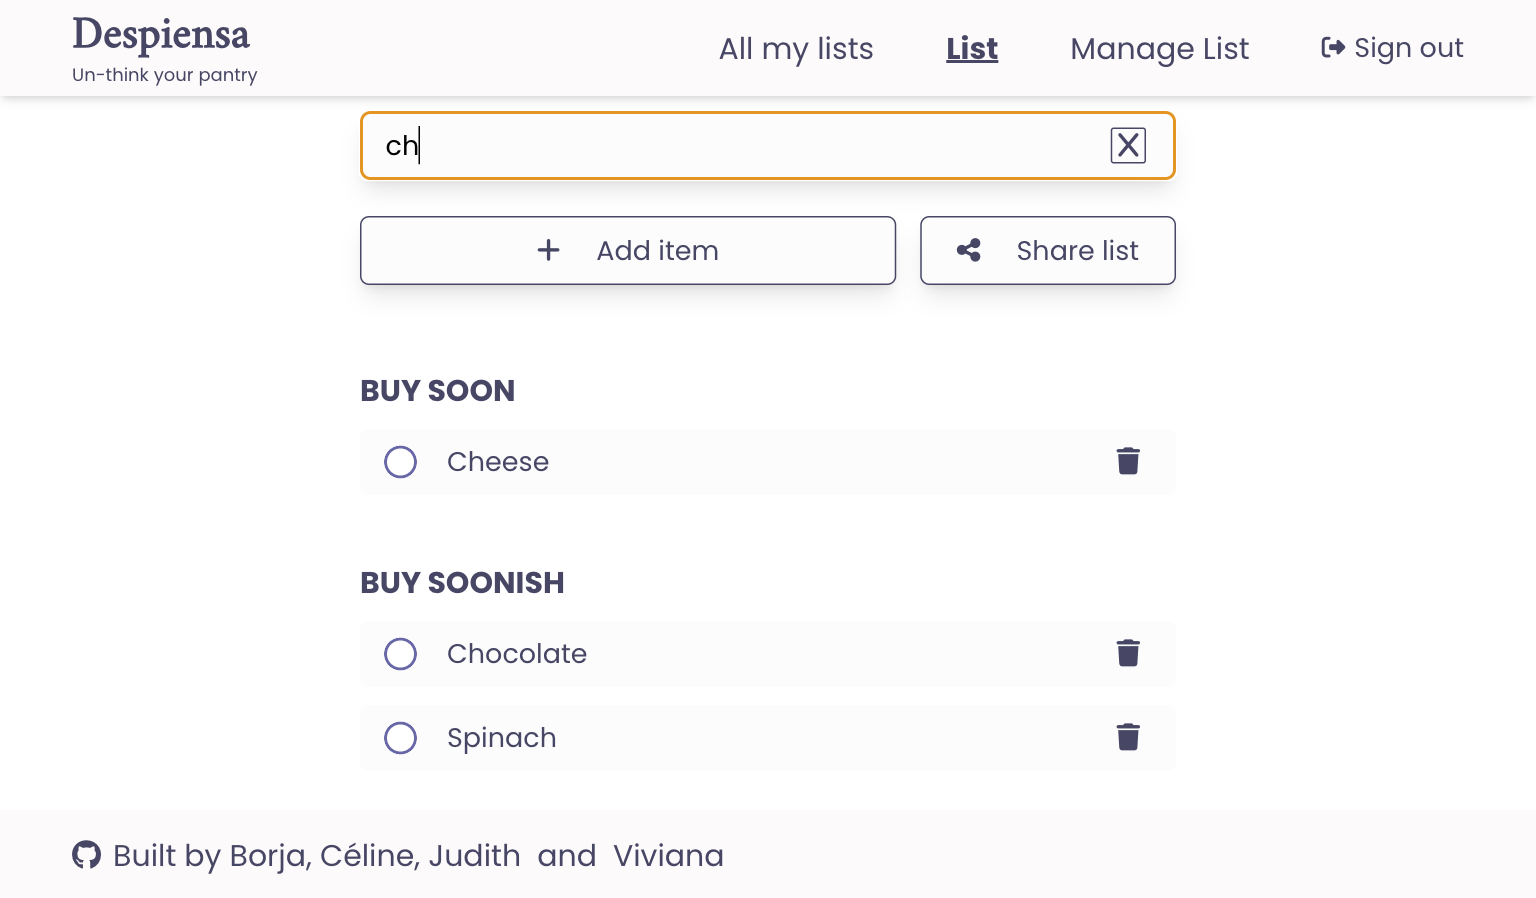 Despiensa
Un-think your pantry
All my lists List Manage List Sign out
ch
Add item Share list
BUY SOON
Cheese
BUY SOONISH
Chocolate
Spinach
Built by Borja, Céline, Judith and Viviana